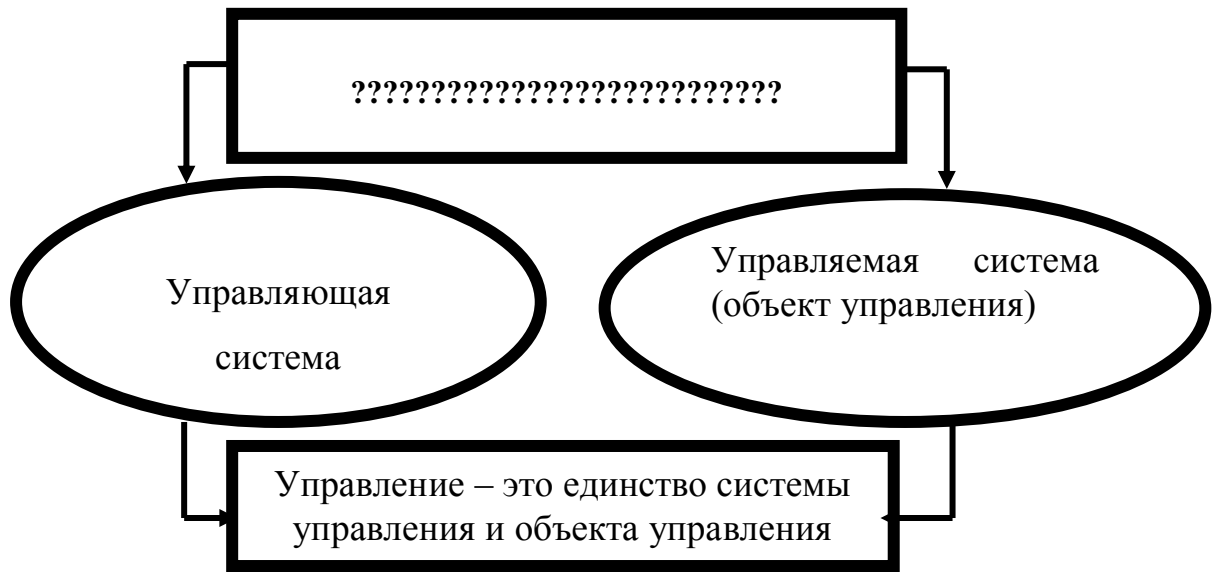 ???????????????????????????
Управляющая
система
Управляемая система
(объект управления)
Управление – это единство системы
управления и объекта управления